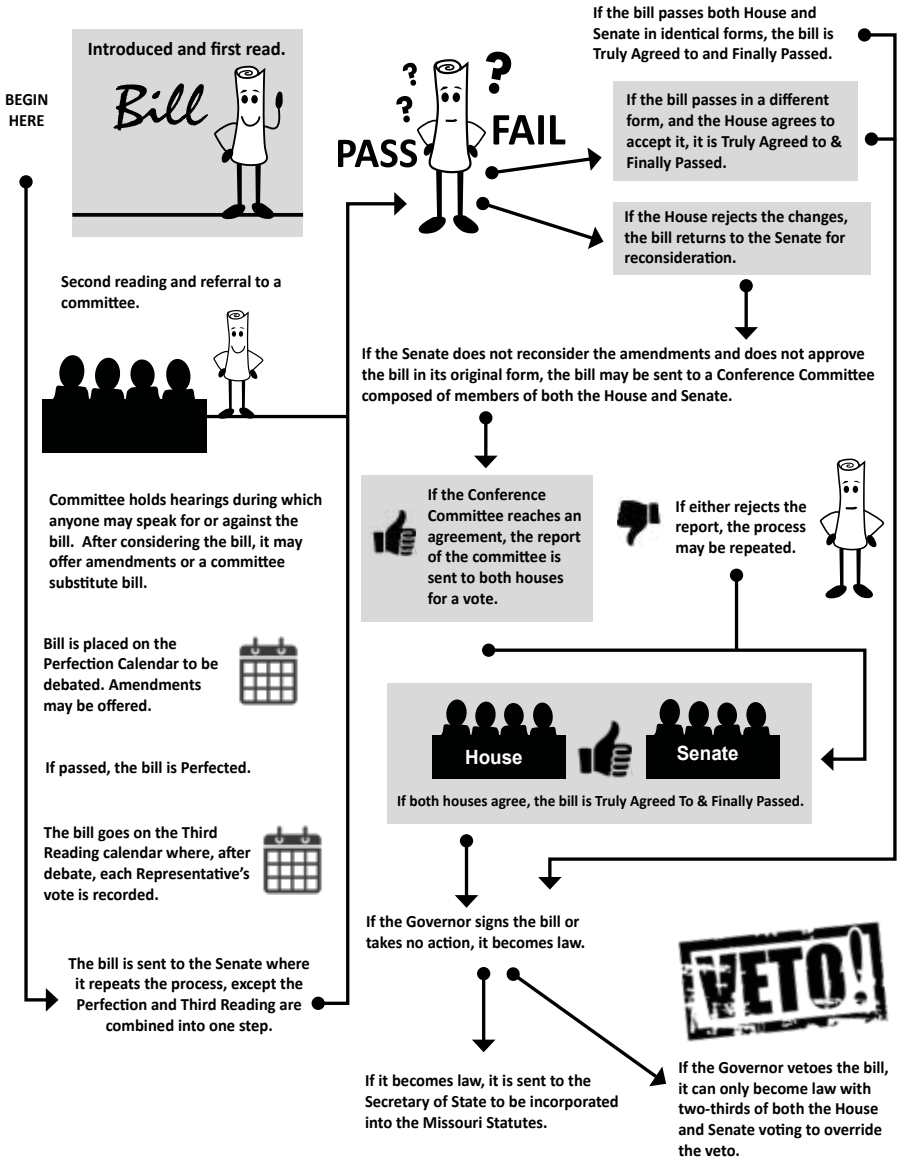 BEGIN
HERE
Introduced and first read.
Bill
Second reading and referral to a
committee.
Committee holds hearings during which
anyone may speak for or against the
bill.  After considering the bill, it may
offer amendments or a committee
substitute bill.
Bill is placed on the
Perfection Calendar to be
debated. Amendments
may be offered.
If passed, the bill is Perfected.
The bill goes on the Third
Reading calendar where, after
debate, each Representative’s
vote is recorded.
The bill is sent to the Senate where
it repeats the process, except the
Perfection and Third Reading are
combined into one step.
? ? ?
PASS FAIL
If the bill passes both House and
Senate in identical forms, the bill is
Truly Agreed to and Finally Passed.
If the bill passes in a different
form, and the House agrees to
accept it, it is Truly Agreed to &
Finally Passed.
If the House rejects the changes,
the bill returns to the Senate for
reconsideration.
If the Senate does not reconsider the amendments and does not approve
the bill in its original form, the bill may be sent to a Conference Committee
composed of members of both the House and Senate.
If the Conference
Committee reaches an
agreement, the report
of the committee is
sent to both houses
for a vote.
If either rejects the
report, the process
may be repeated.
House
Senate
If both houses agree, the bill is Truly Agreed To & Finally Passed.
If the Governor signs the bill or
takes no action, it becomes law.
If it becomes law, it is sent to the
Secretary of State to be incorporated
into the Missouri Statutes.
VETO!
If the Governor vetoes the bill,
it can only become law with
two-thirds of both the House
and Senate voting to override
the veto.